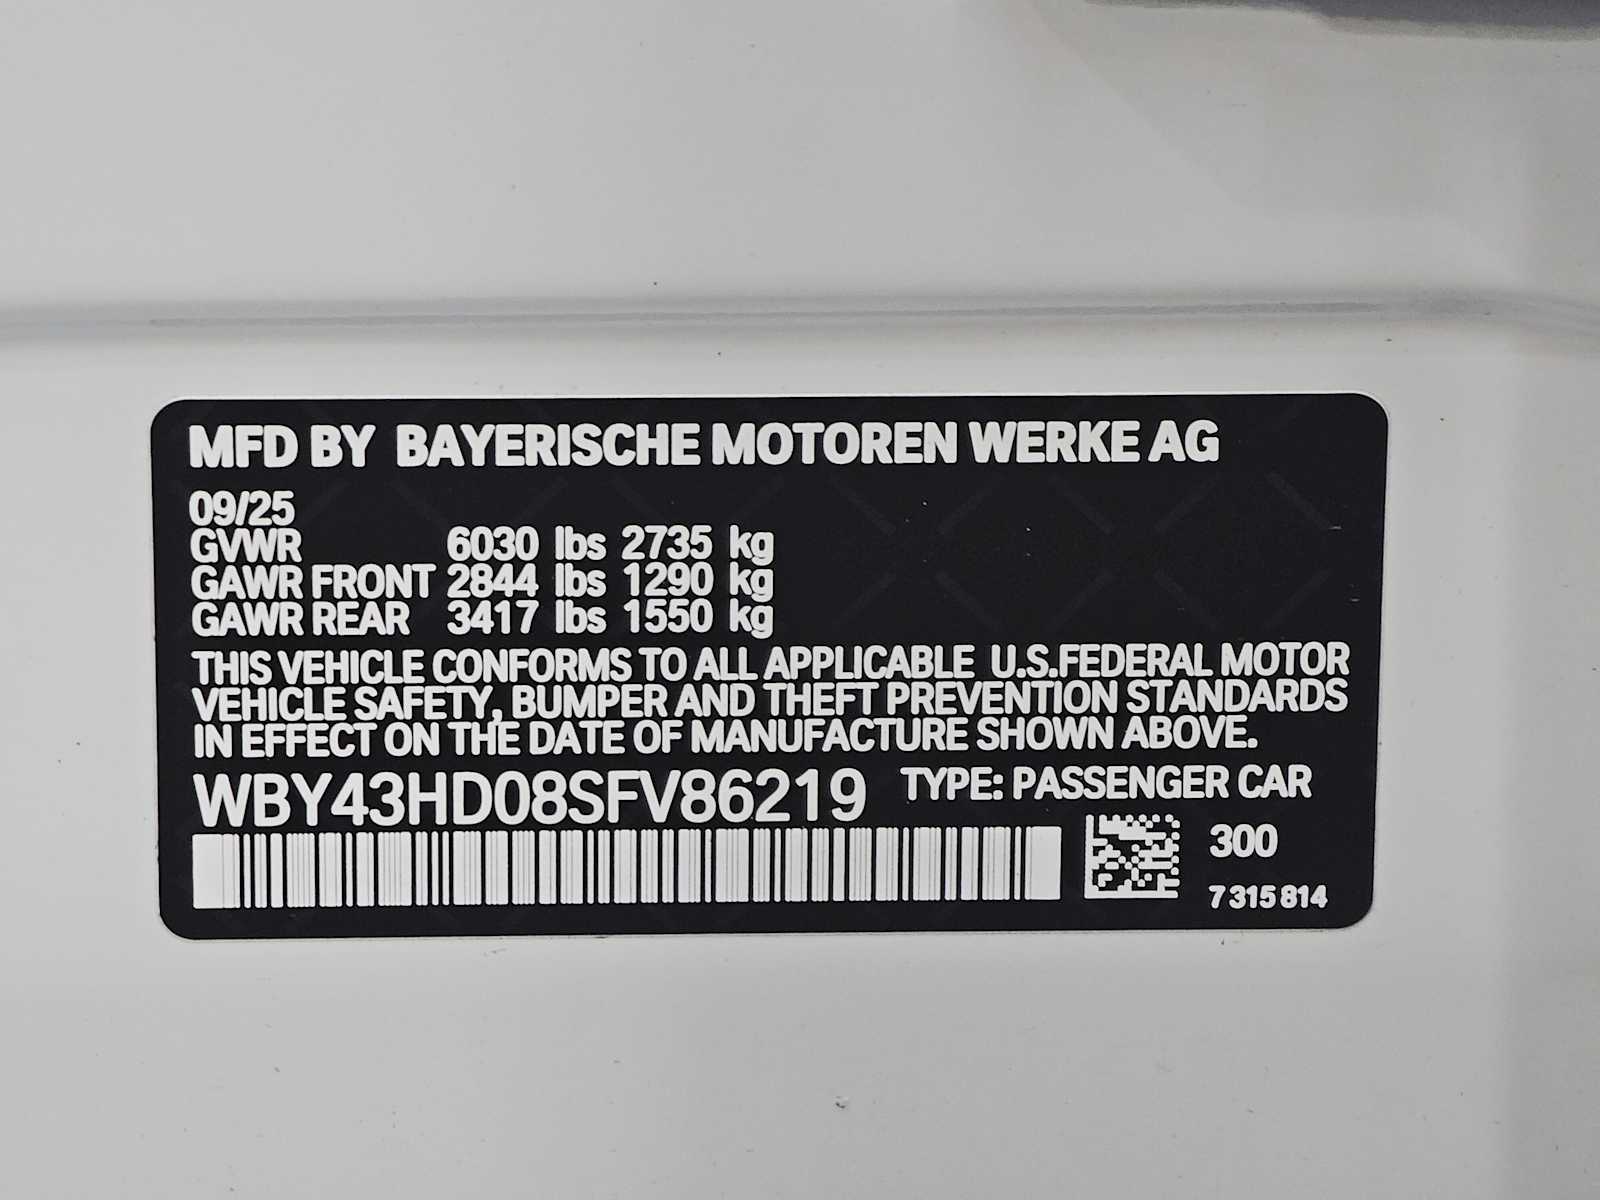 MFD BY BAYERISCHE MOTOREN WERKE AG
09/25
GVWR 6030 lbs 2735 kg
GAWR FRONT 2844 lbs 1290 kg
GAWR REAR 3417 lbs 1550 kg
THIS VEHICLE CONFORMS TO ALL APPLICABLE U.S.FEDERAL MOTOR
VEHICLE SAFETY, BUMPER AND THEFT PREVENTION STANDARDS
IN EFFECT ON THE DATE OF MANUFACTURE SHOWN ABOVE.
WBY43HD08SFV86219 TYPE: PASSENGER CAR
300
7 315 814